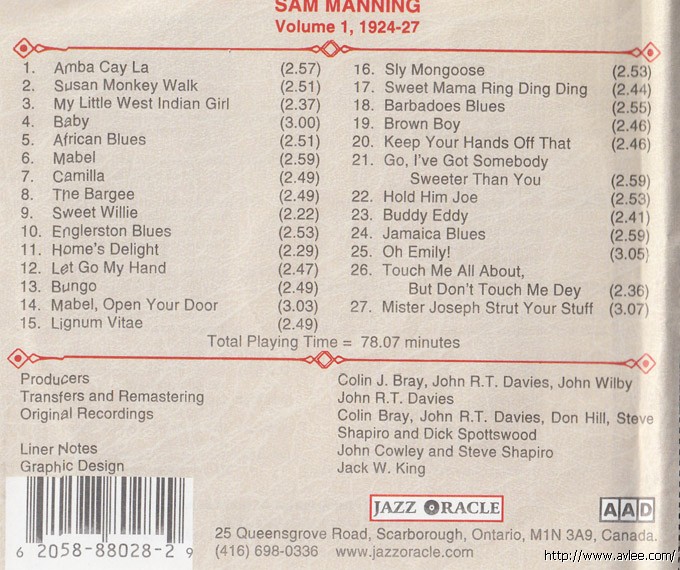 SAM MANNING
Volume 1, 1924-27
1. Amba Cay La (2.57)
2. Susan Monkey Walk (2.51)
3. My Little West Indian Girl (2.37)
4. Baby (3.00)
5. African Blues (2.51)
6. Mabel (2.59)
7. Camilla (2.49)
8. The Bargee (2.49)
9. Sweet Willie (2.22)
10. Englerston Blues (2.53)
11. Home's Delight (2.29)
12. Let Go My Hand (2.47)
13. Bungo (2.49)
14. Mabel, Open Your Door (3.03)
15. Lignum Vitae (2.49)
16. Sly Mongoose (2.53)
17. Sweet Mama Ring Ding Ding (2.44)
18. Barbadoes Blues (2.55)
19. Brown Boy (2.46)
20. Keep Your Hands Off That (2.46)
21. Go, I've Got Somebody
Sweeter Than You (2.59)
22. Hold Him Joe (2.53)
23. Buddy Eddy (2.41)
24. Jamaica Blues (2.59)
25. Oh Emily! (3.05)
26. Touch Me All About,
But Don't Touch Me Dey (2.36)
27. Mister Joseph Strut Your Stuff (3.07)
Total Playing Time = 78.07 minutes
Producers Colin J. Bray, John R.T. Davies, John Wilby
Transfers and Remastering John R.T. Davies
Original Recordings Colin Bray, John R.T. Davies, Don Hill, Steve
Shapiro and Dick Spottswood
Liner Notes John Cowley and Steve Shapiro
Graphic Design Jack W. King
JAZZ ORACLE
AAD
25 Queensgrove Road, Scarborough, Ontario, M1N 3A9, Canada.
(416) 698-0336 www.jazzoracle.com
6 2058-88028-2 9
http://www.avlee.com/